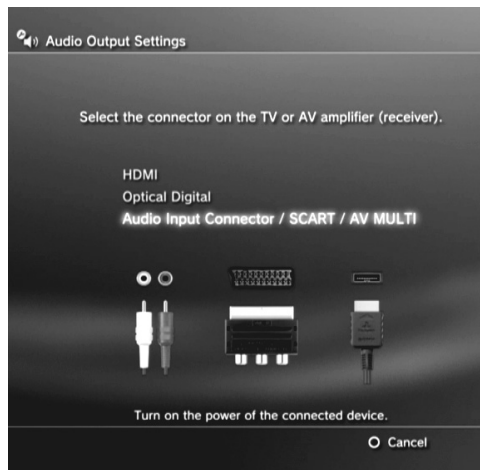 Audio Output Settings
Select the connector on the TV or AV amplifier (receiver).
HDMI
Optical Digital
Audio Input Connector / SCART / AV MULTI
Turn on the power of the connected device.
Cancel